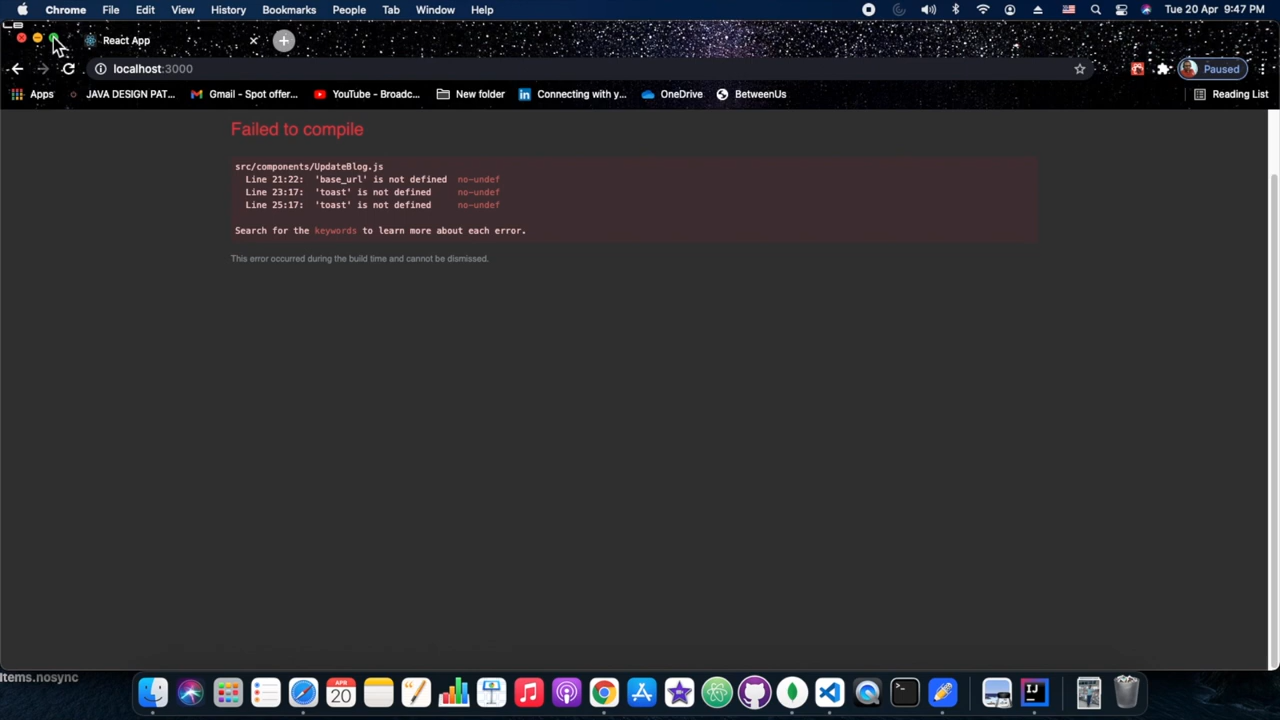 Chrome File Edit View History Bookmarks People Tab Window Help Tue 20 Apr 9:47 PM
React App
localhost:3000 Paused
Apps JAVA DESIGN PAT... Gmail - Spot offer... YouTube - Broadc... New folder Connecting with y... OneDrive BetweenUs Reading List
Failed to compile
src/components/UpdateBlog.js
Line 21:22: 'base_url' is not defined no-undef
Line 23:17: 'toast' is not defined no-undef
Line 25:17: 'toast' is not defined no-undef
Search for the keywords to learn more about each error.
This error occurred during the build time and cannot be dismissed.
Items.nosync
APR
20
IJ